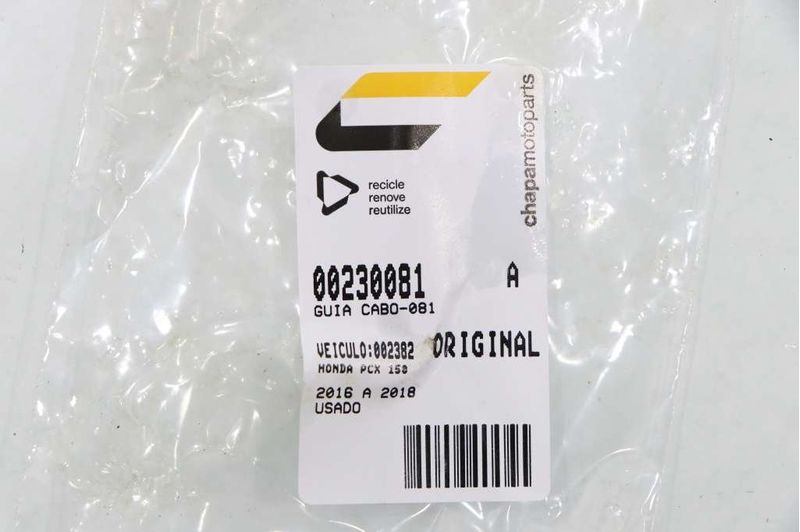 chapamotoparts
recicle
renove
reutilize
00230081 A
GUIA CABO-081
VEICULO:002382 ORIGINAL
HONDA PCX 150
2016 A 2018
USADO